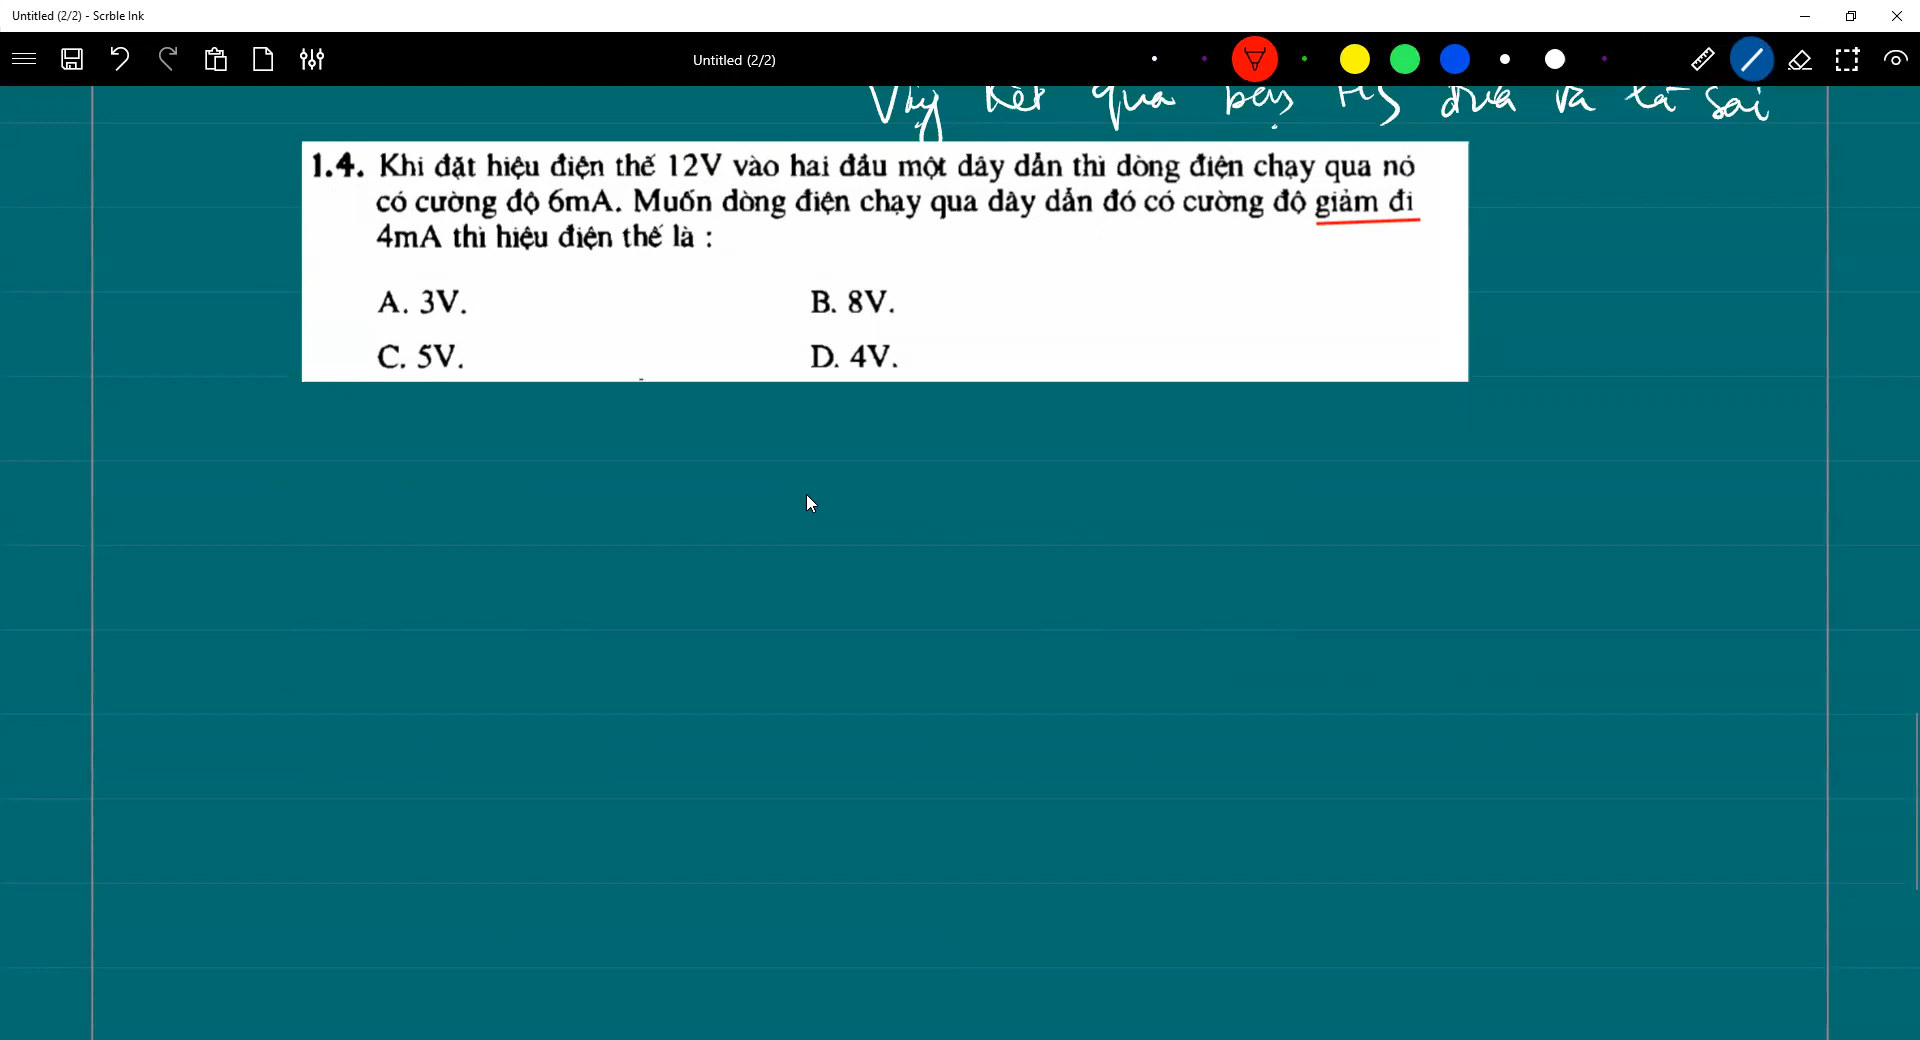 Untitled (2/2) - Scrble Ink
Untitled (2/2)
Vậy kết quả bạn HS đưa ra là sai
1.4. Khi đặt hiệu điện thế 12V vào hai đầu một dây dẫn thì dòng điện chạy qua nó
có cường độ 6mA. Muốn dòng điện chạy qua dây dẫn đó có cường độ giảm đi
4mA thì hiệu điện thế là :
A. 3V.
B. 8V.
C. 5V.
D. 4V.